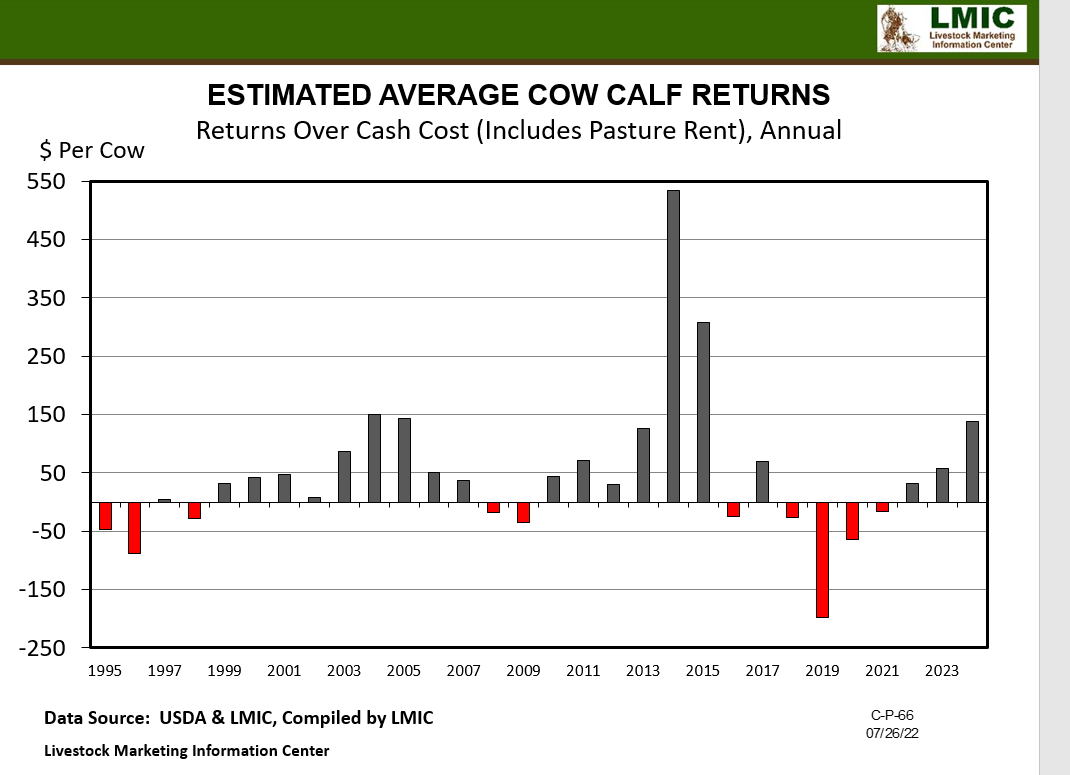 LMIC
Livestock Marketing
Information Center
ESTIMATED AVERAGE COW CALF RETURNS
Returns Over Cash Cost (Includes Pasture Rent), Annual
$ Per Cow
550
450
350
250
150
50
-50
-150
-250
1995 1997 1999 2001 2003 2005 2007 2009 2011 2013 2015 2017 2019 2021 2023
Data Source:  USDA & LMIC, Compiled by LMIC
C-P-66
07/26/22
Livestock Marketing Information Center